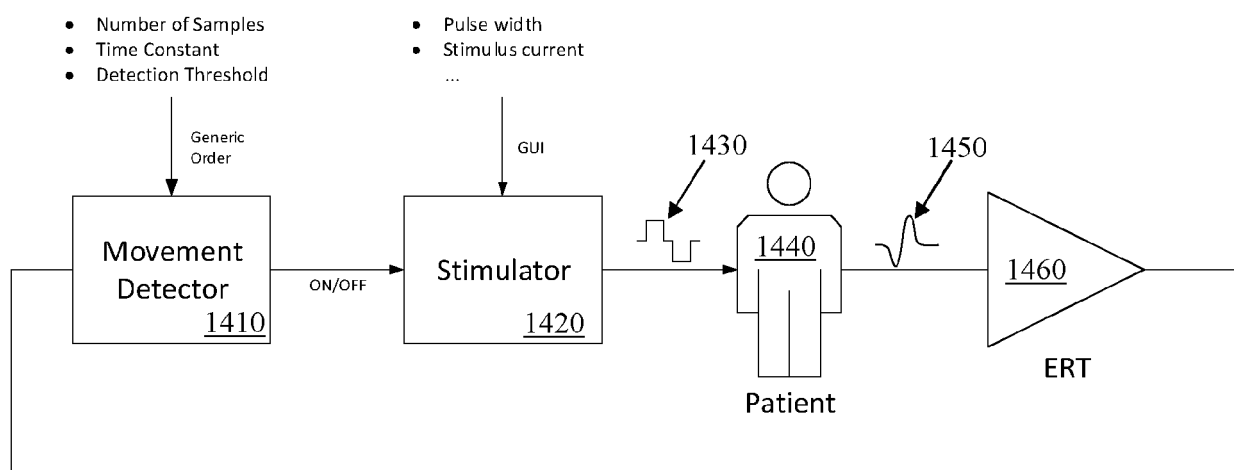 ● Number of Samples
● Time Constant
● Detection Threshold
● Pulse width
● Stimulus current
...
Generic
Order
GUI
1430
1450
Movement
Detector
1410
ON/OFF
Stimulator
1420
1440
Patient
1460
ERT